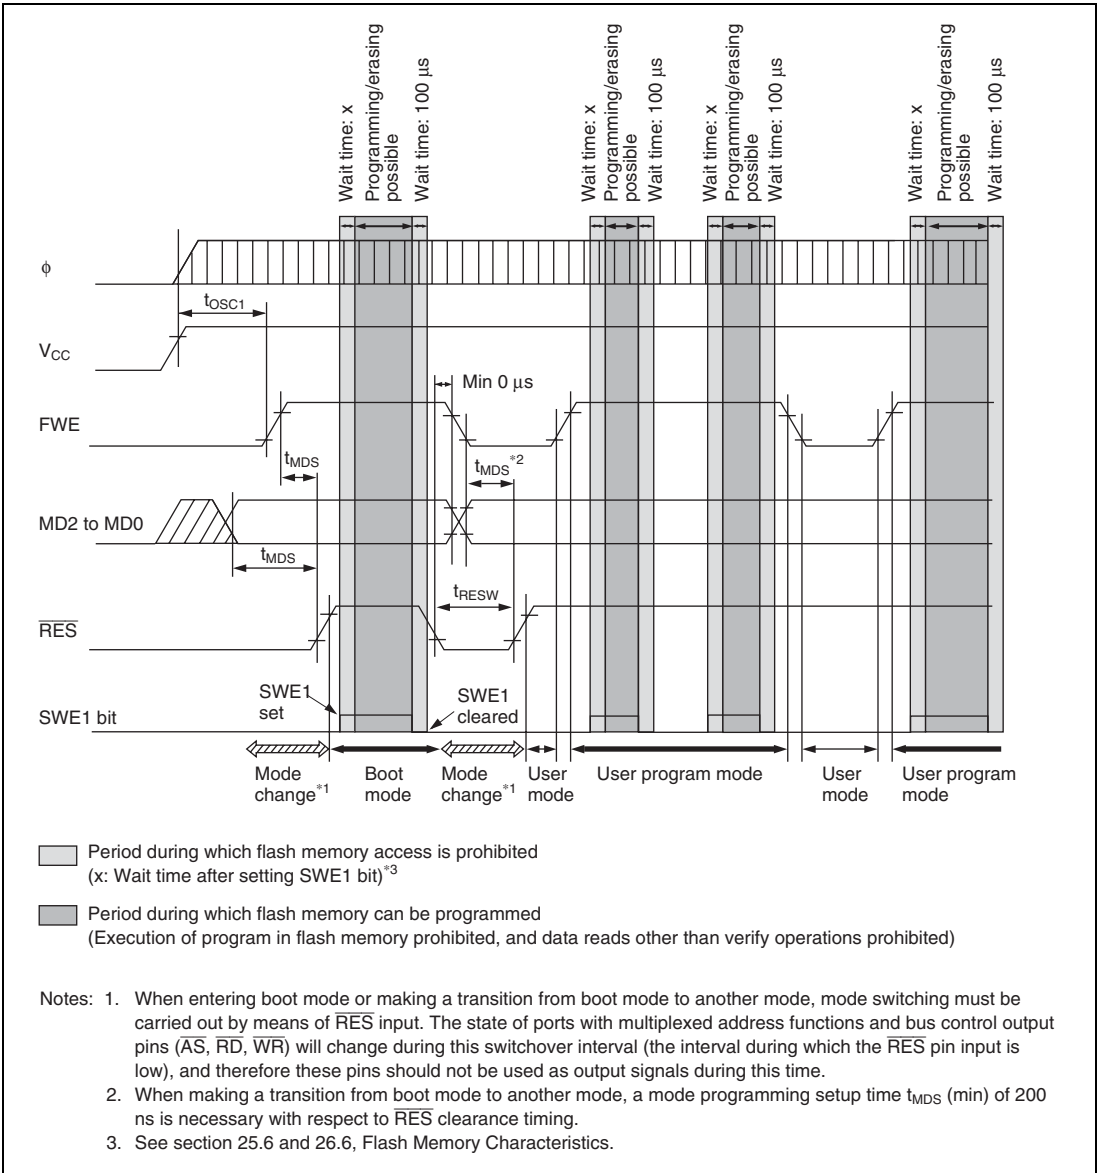 Wait time: x
Programming/erasing
possible
Wait time: 100 μs
Wait time: x
Programming/erasing
possible
Wait time: 100 μs
Wait time: x
Programming/erasing
possible
Wait time: 100 μs
Wait time: x
Programming/erasing
possible
Wait time: 100 μs
φ
tOSC1
VCC
Min 0 μs
FWE
tMDS
tMDS*2
MD2 to MD0
tMDS
tRESW
RES
SWE1
set
SWE1
cleared
SWE1 bit
Mode
change*1
Boot
mode
Mode
change*1
User
mode
User program mode
User
mode
User program
mode
Period during which flash memory access is prohibited
(x: Wait time after setting SWE1 bit)*3
Period during which flash memory can be programmed
(Execution of program in flash memory prohibited, and data reads other than verify operations prohibited)
Notes: 1. When entering boot mode or making a transition from boot mode to another mode, mode switching must be
carried out by means of RES input. The state of ports with multiplexed address functions and bus control output
pins (AS, RD, WR) will change during this switchover interval (the interval during which the RES pin input is
low), and therefore these pins should not be used as output signals during this time.
2. When making a transition from boot mode to another mode, a mode programming setup time tMDS (min) of 200
ns is necessary with respect to RES clearance timing.
3. See section 25.6 and 26.6, Flash Memory Characteristics.